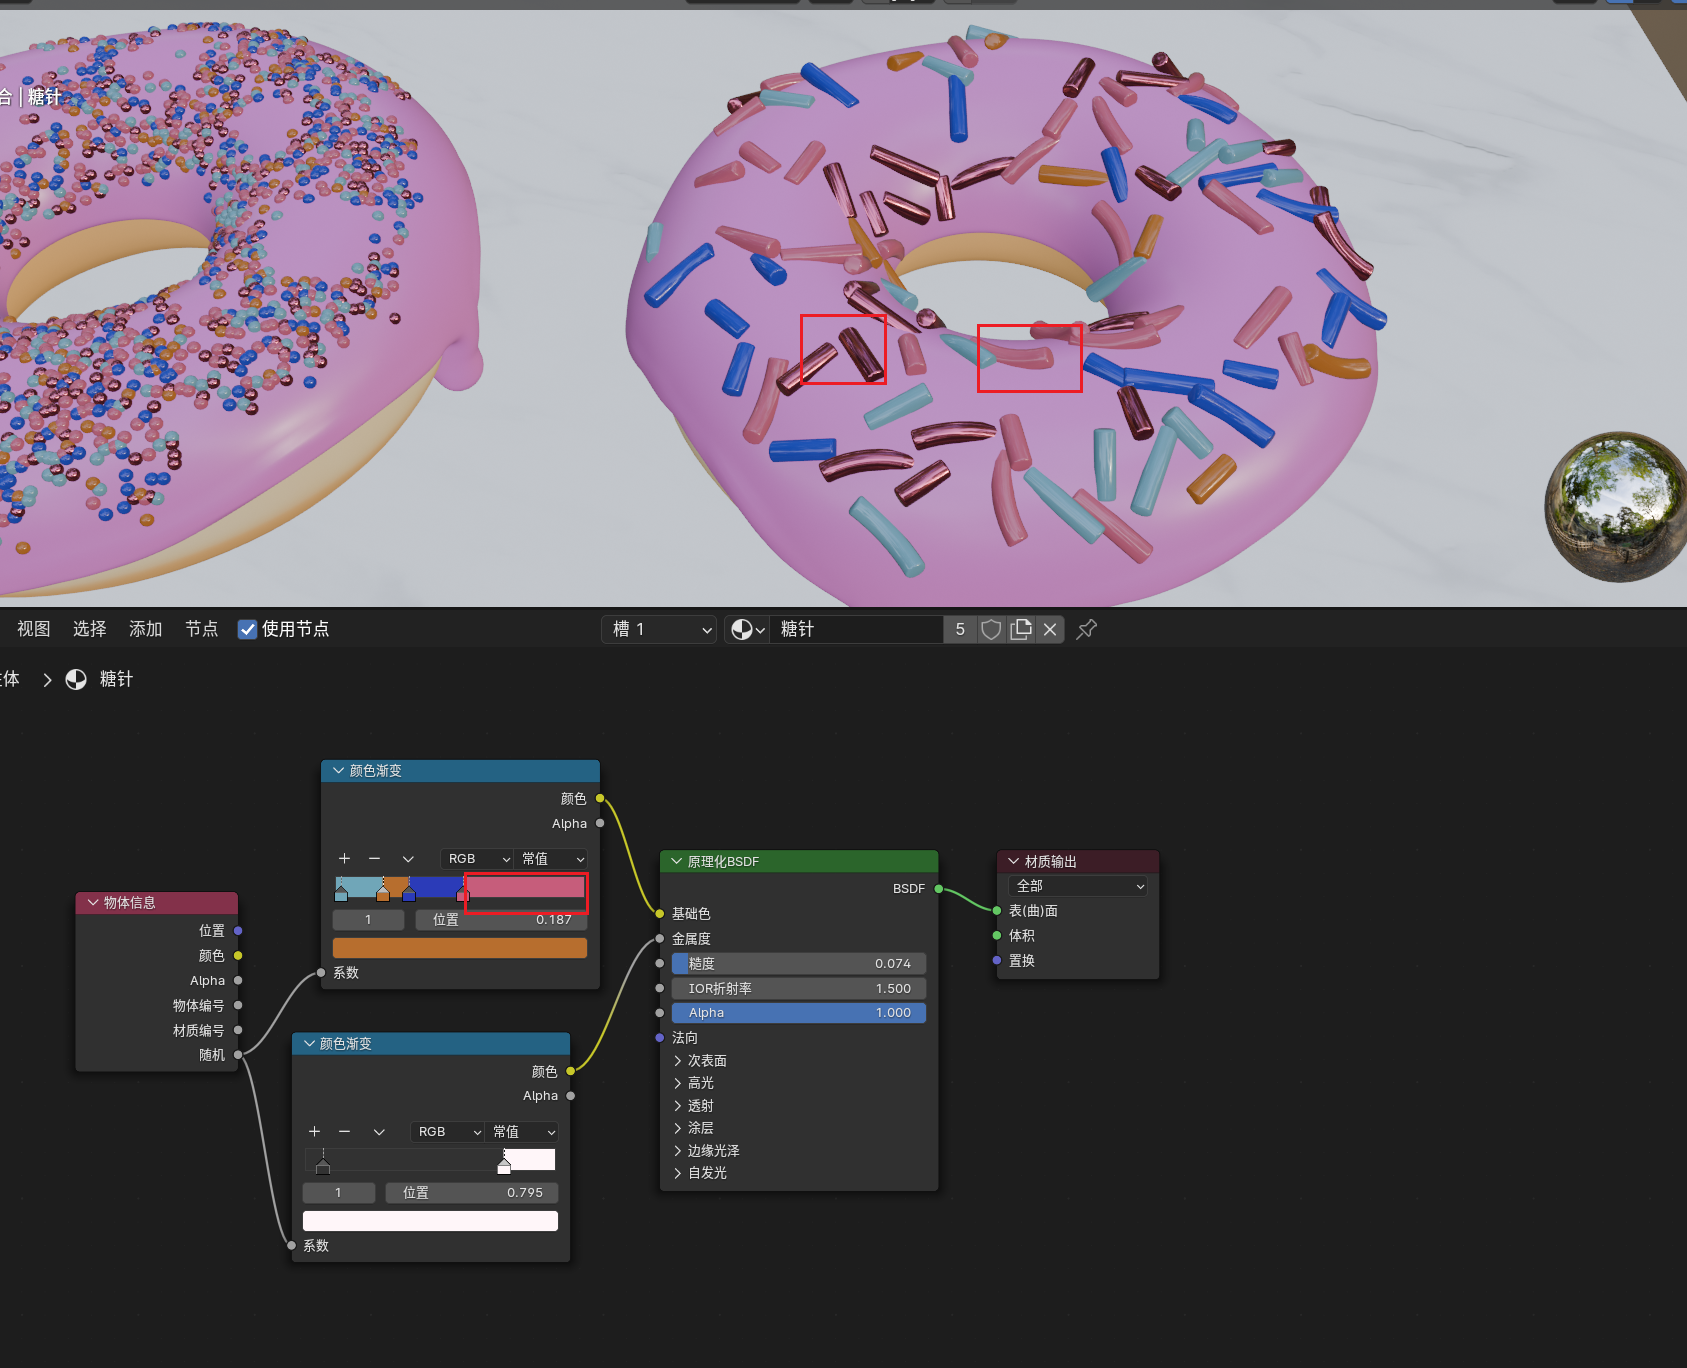 合 | 糖针
视图 选择 添加 节点 使用节点 槽 1 糖针 5
体 糖针
颜色渐变
颜色
Alpha
RGB 常值
1 位置 0.187
系数
物体信息
位置
颜色
Alpha
物体编号
材质编号
随机
颜色渐变
颜色
Alpha
RGB 常值
1 位置 0.795
系数
原理化BSDF
BSDF
基础色
金属度
糙度 0.074
IOR折射率 1.500
Alpha 1.000
法向
次表面
高光
透射
涂层
边缘光泽
自发光
材质输出
全部
表(曲)面
体积
置换